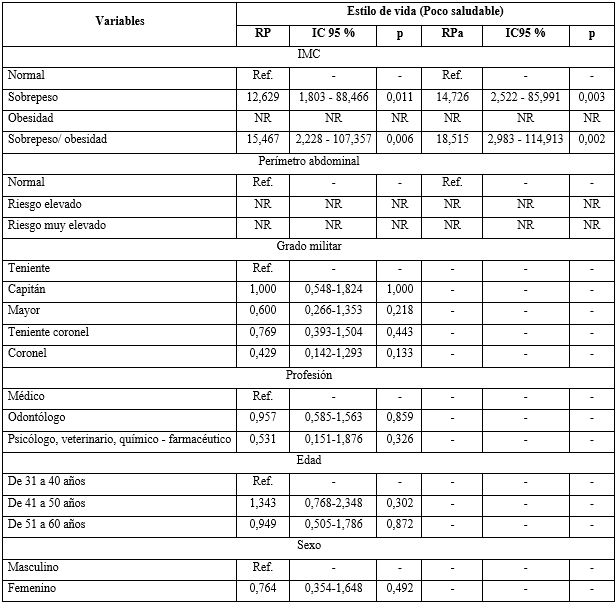 Variables Estilo de vida (Poco saludable)
RP IC 95 % p RPa IC95 % p
IMC
Normal Ref. - - Ref. - -
Sobrepeso 12,629 1,803 - 88,466 0,011 14,726 2,522 - 85,991 0,003
Obesidad NR NR NR NR NR NR
Sobrepeso/ obesidad 15,467 2,228 - 107,357 0,006 18,515 2,983 - 114,913 0,002
Perímetro abdominal
Normal Ref. - - Ref. - -
Riesgo elevado NR NR NR NR NR NR
Riesgo muy elevado NR NR NR NR NR NR
Grado militar
Teniente Ref. - - - - -
Capitán 1,000 0,548-1,824 1,000 - - -
Mayor 0,600 0,266-1,353 0,218 - - -
Teniente coronel 0,769 0,393-1,504 0,443 - - -
Coronel 0,429 0,142-1,293 0,133 - - -
Profesión
Médico Ref. - - - - -
Odontólogo 0,957 0,585-1,563 0,859 - - -
Psicólogo, veterinario, químico - farmacéutico 0,531 0,151-1,876 0,326 - - -
Edad
De 31 a 40 años Ref. - - - - -
De 41 a 50 años 1,343 0,768-2,348 0,302 - - -
De 51 a 60 años 0,949 0,505-1,786 0,872 - - -
Sexo
Masculino Ref. - - - - -
Femenino 0,764 0,354-1,648 0,492 - - -